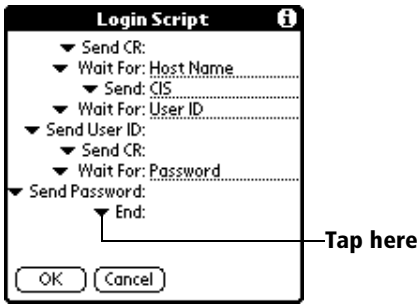 Login Script
Send CR:
Wait For: Host Name
Send: CIS
Wait For: User ID
Send User ID:
Send CR:
Wait For: Password
Send Password:
End:
Tap here
OK Cancel